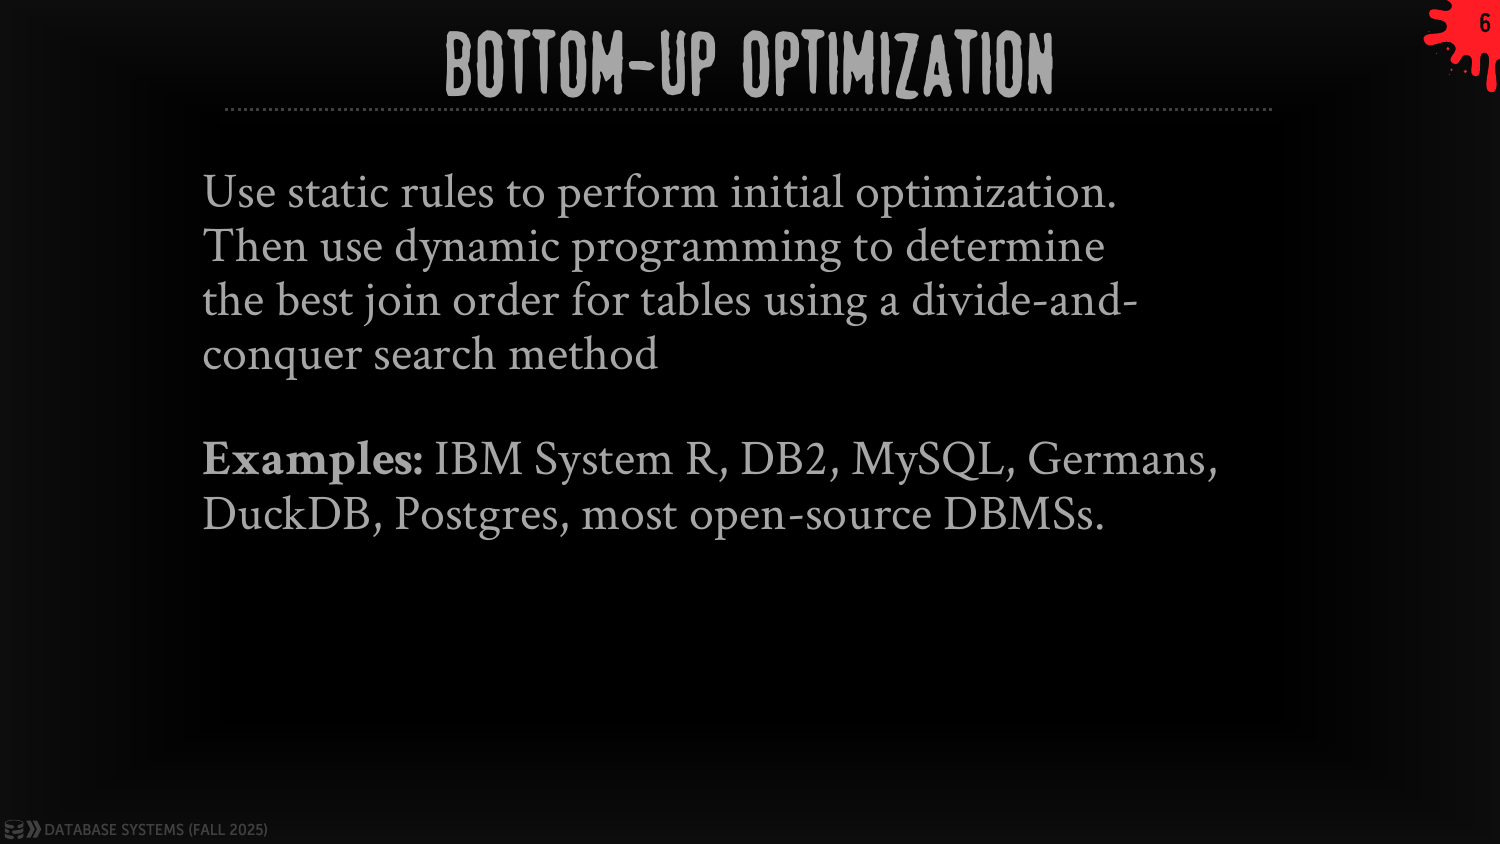 BOTTOM-UP OPTIMIZATION
6
Use static rules to perform initial optimization.
Then use dynamic programming to determine
the best join order for tables using a divide-and-
conquer search method
Examples: IBM System R, DB2, MySQL, Germans,
DuckDB, Postgres, most open-source DBMSs.
DATABASE SYSTEMS (FALL 2025)